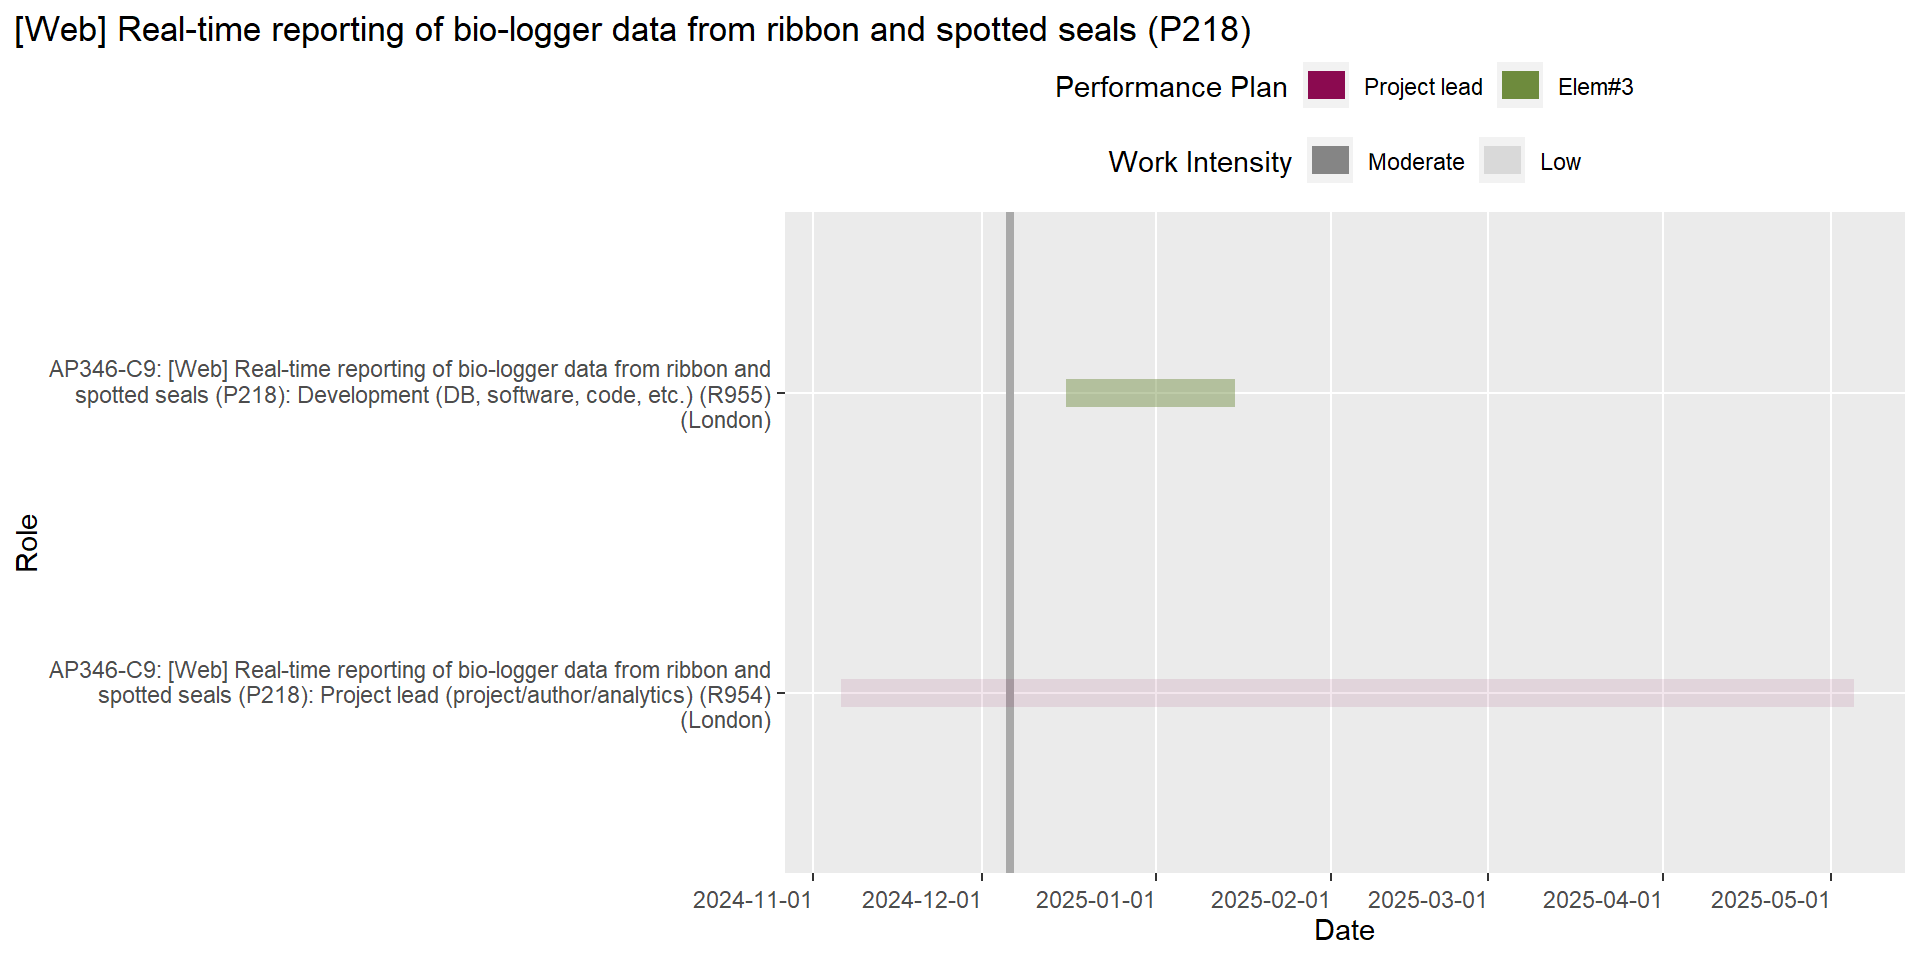 [Web] Real-time reporting of bio-logger data from ribbon and spotted seals (P218)
Performance Plan Project lead Elem#3
Work Intensity Moderate Low
AP346-C9: [Web] Real-time reporting of bio-logger data from ribbon and
spotted seals (P218): Development (DB, software, code, etc.) (R955)
(London)
Role
AP346-C9: [Web] Real-time reporting of bio-logger data from ribbon and
spotted seals (P218): Project lead (project/author/analytics) (R954)
(London)
2024-11-01 2024-12-01 2025-01-01 2025-02-01 2025-03-01 2025-04-01 2025-05-01
Date